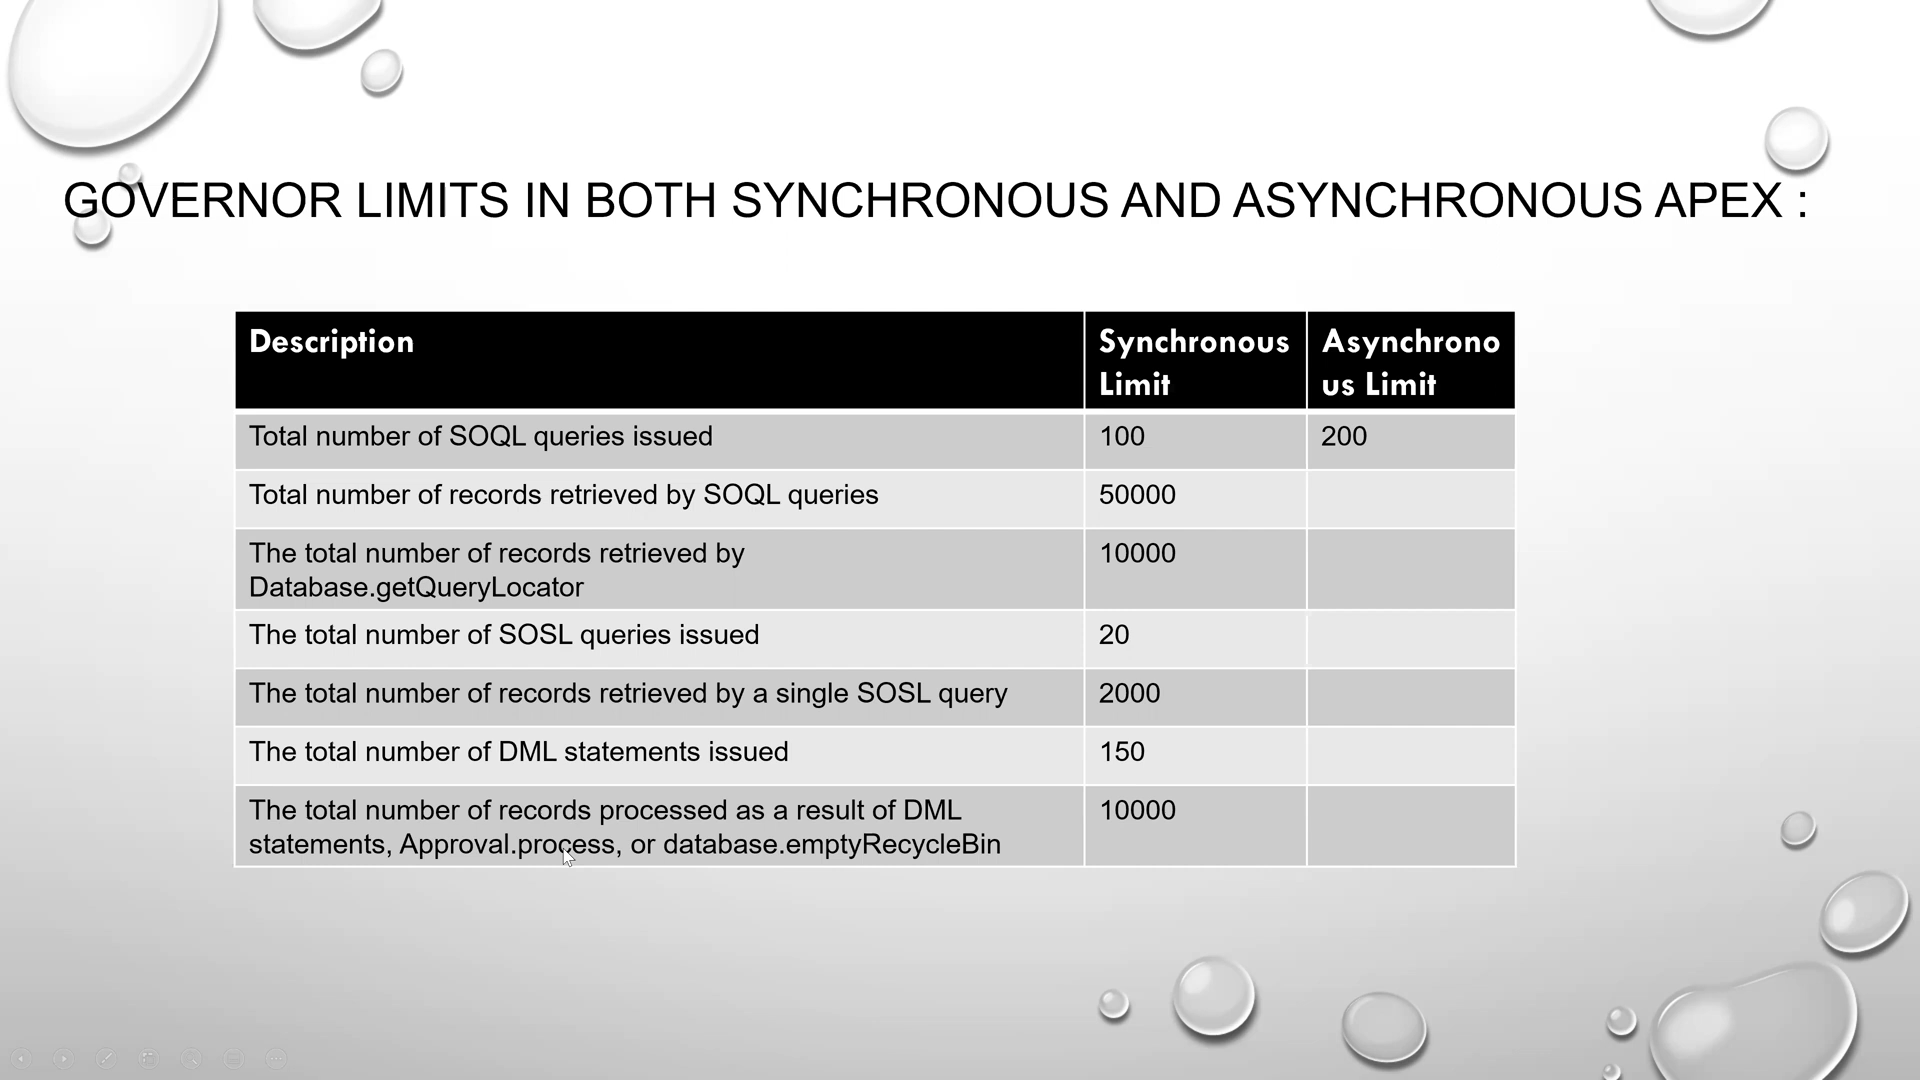 GOVERNOR LIMITS IN BOTH SYNCHRONOUS AND ASYNCHRONOUS APEX :
Description
Synchronous
Limit
Asynchrono
us Limit
Total number of SOQL queries issued
100
200
Total number of records retrieved by SOQL queries
50000
The total number of records retrieved by
Database.getQueryLocator
10000
The total number of SOSL queries issued
20
The total number of records retrieved by a single SOSL query
2000
The total number of DML statements issued
150
The total number of records processed as a result of DML
statements, Approval.process, or database.emptyRecycleBin
10000